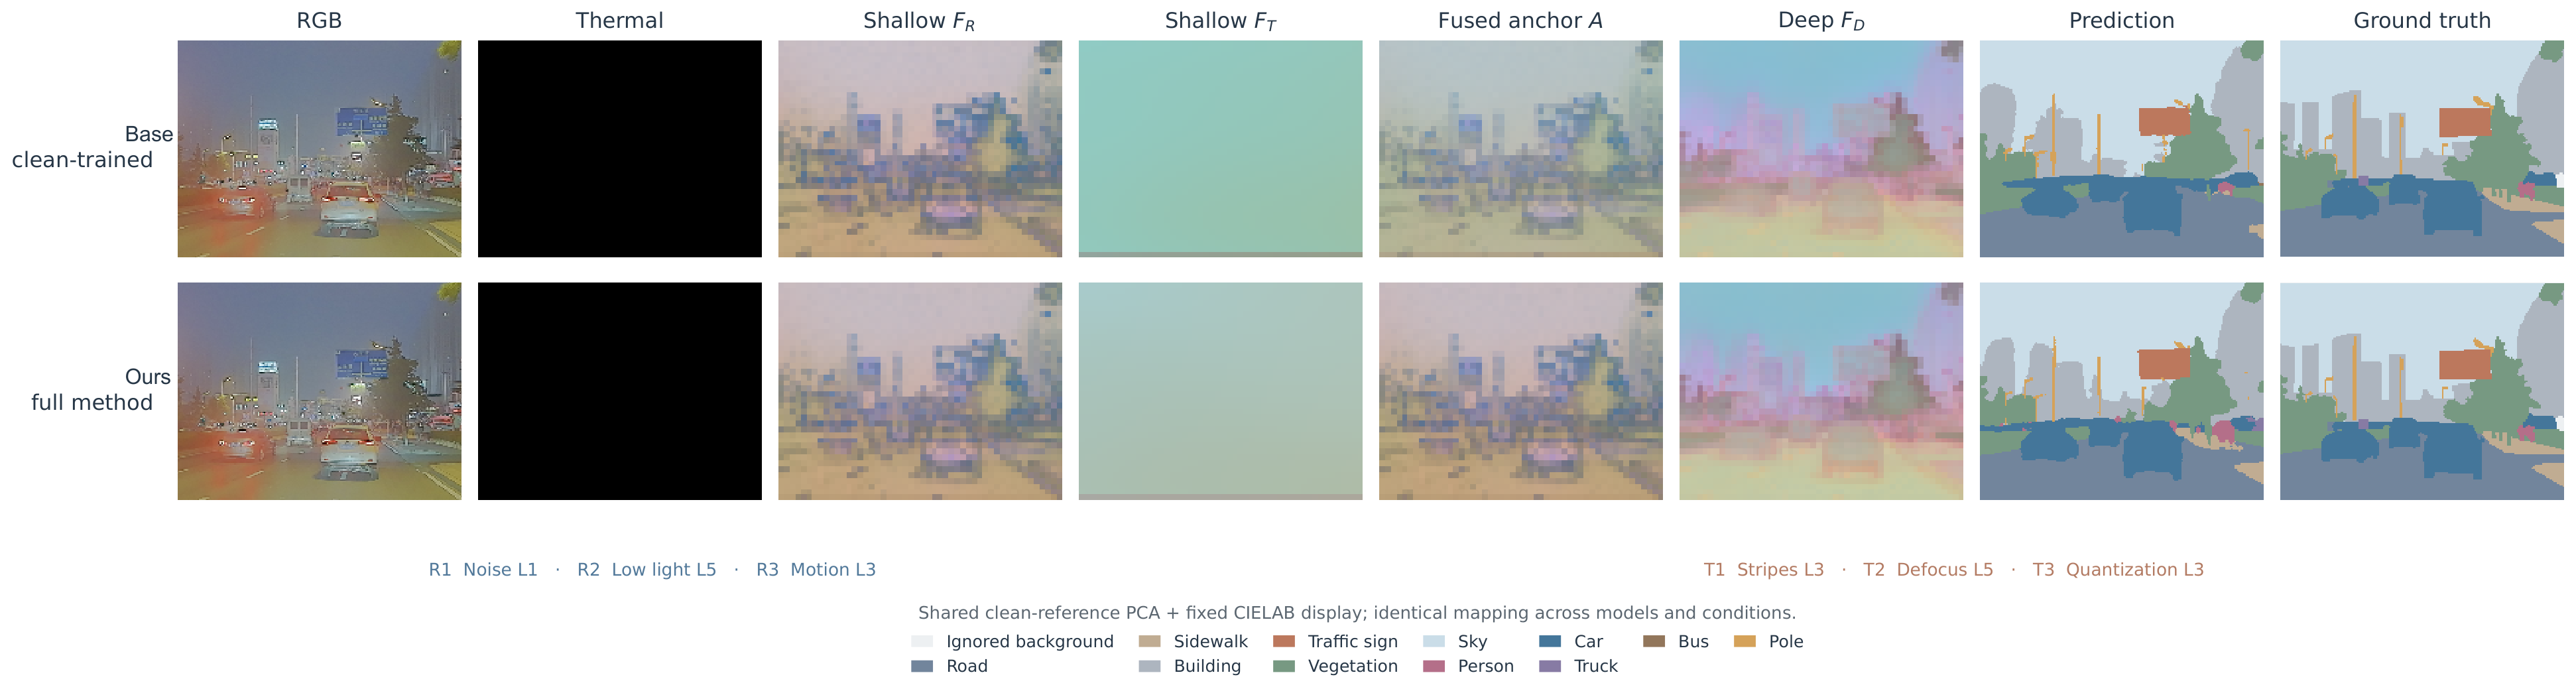 RGB Thermal Shallow F_R Shallow F_T Fused anchor A Deep F_D Prediction Ground truth
Base
clean-trained
Ours
full method
R1 Noise L1 · R2 Low light L5 · R3 Motion L3
T1 Stripes L3 · T2 Defocus L5 · T3 Quantization L3
Shared clean-reference PCA + fixed CIELAB display; identical mapping across models and conditions.
Ignored background Sidewalk Traffic sign Sky Car Bus Pole
Road Building Vegetation Person Truck